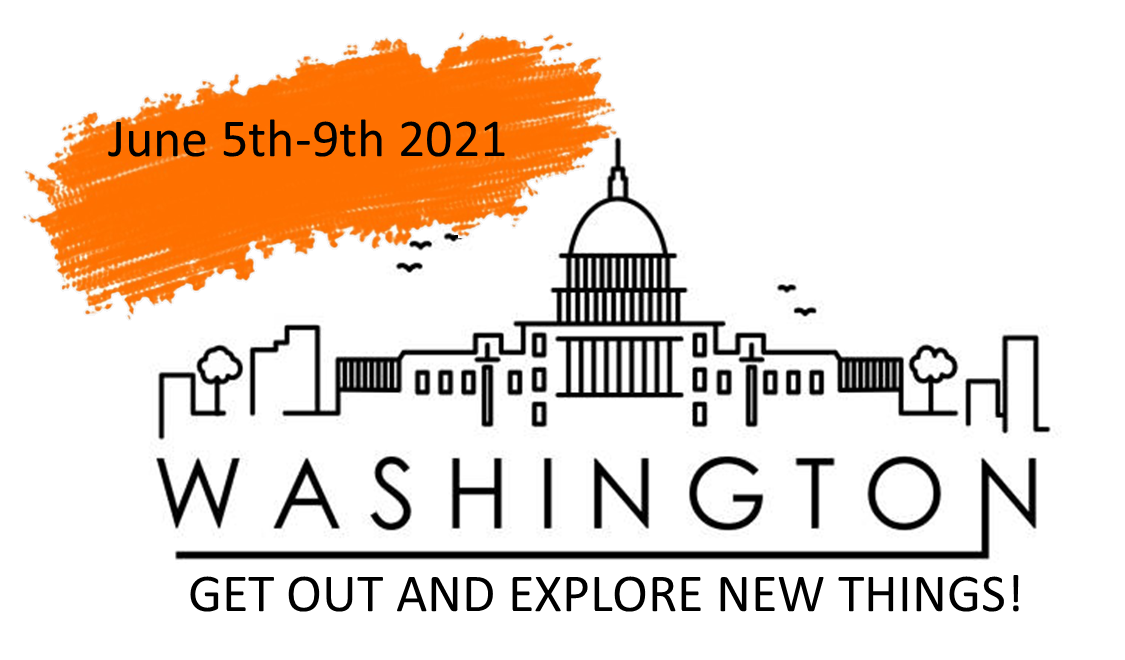 June 5th-9th 2021
WASHINGTON
GET OUT AND EXPLORE NEW THINGS!